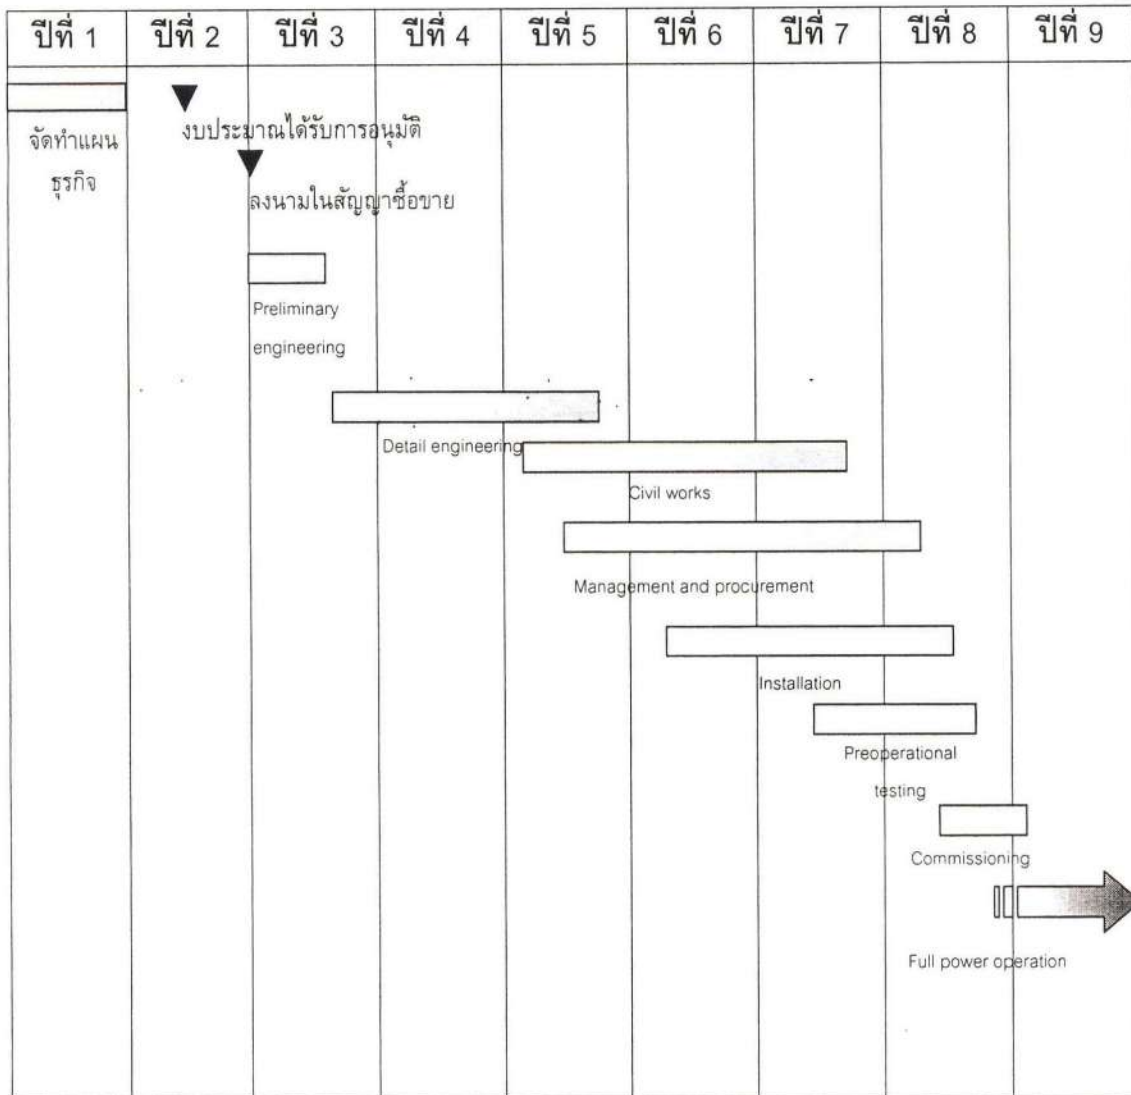 ปีที่ 1 ปีที่ 2 ปีที่ 3 ปีที่ 4 ปีที่ 5 ปีที่ 6 ปีที่ 7 ปีที่ 8 ปีที่ 9
จัดทำแผน
ธุรกิจ
งบประมาณได้รับการอนุมัติ
ลงนามในสัญญาซื้อขาย
Preliminary
engineering
Detail engineering
Civil works
Management and procurement
Installation
Preoperational
testing
Commissioning
Full power operation